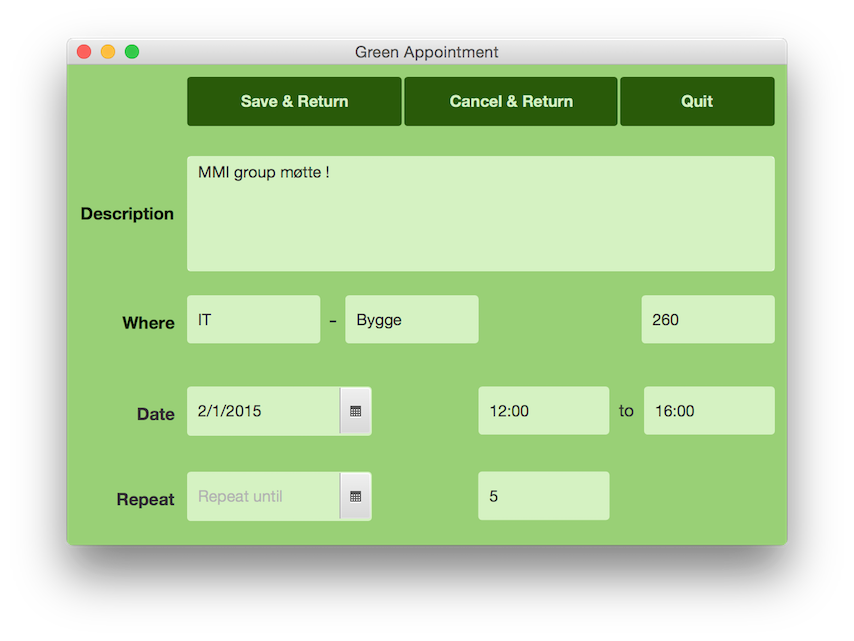 Green Appointment
Save & Return Cancel & Return Quit
Description MMI group møtte !
Where IT - Bygge 260
Date 2/1/2015 12:00 to 16:00
Repeat Repeat until 5